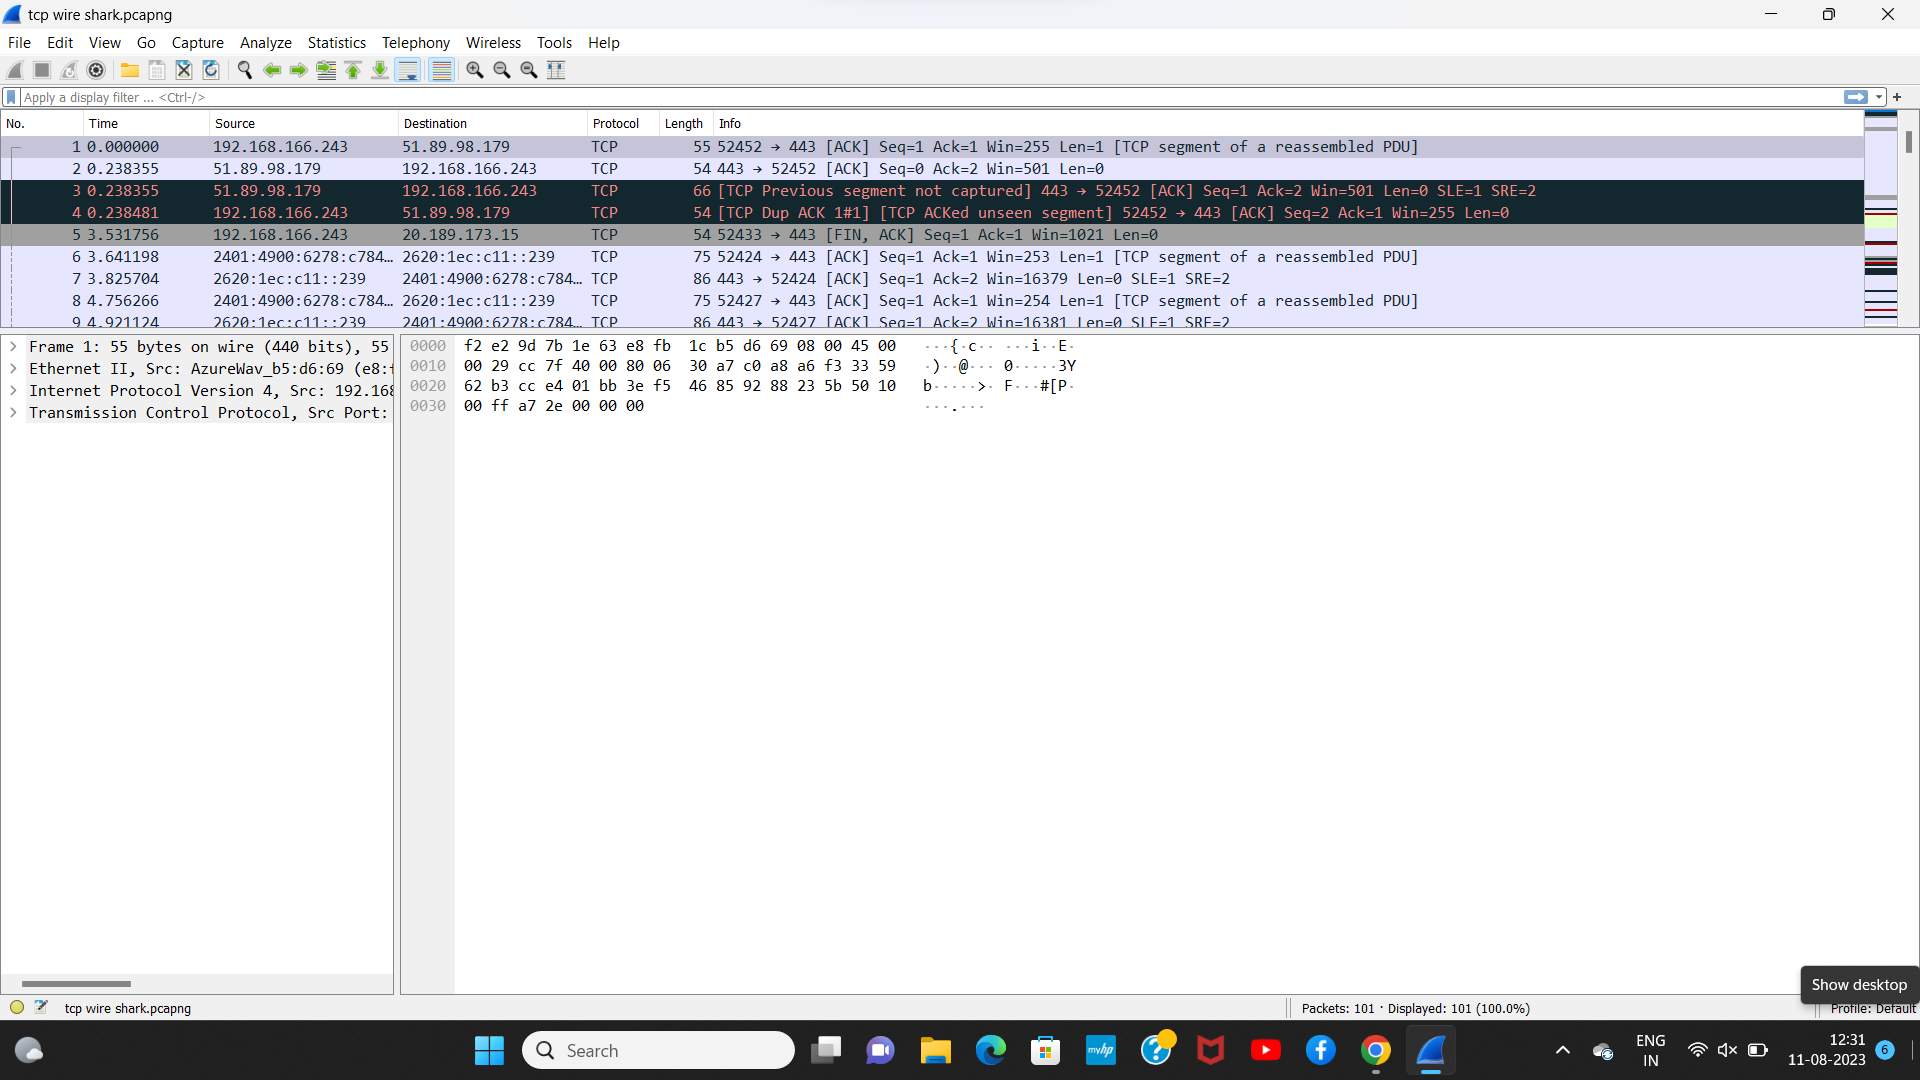 tcp wire shark.pcapng
File Edit View Go Capture Analyze Statistics Telephony Wireless Tools Help
Apply a display filter ... <Ctrl-/>
No. Time Source Destination Protocol Length Info
1 0.000000 192.168.166.243 51.89.98.179 TCP 55 52452 → 443 [ACK] Seq=1 Ack=1 Win=255 Len=1 [TCP segment of a reassembled PDU]
2 0.238355 51.89.98.179 192.168.166.243 TCP 54 443 → 52452 [ACK] Seq=0 Ack=2 Win=501 Len=0
3 0.238355 51.89.98.179 192.168.166.243 TCP 66 [TCP Previous segment not captured] 443 → 52452 [ACK] Seq=1 Ack=2 Win=501 Len=0 SLE=1 SRE=2
4 0.238481 192.168.166.243 51.89.98.179 TCP 54 [TCP Dup ACK 1#1] [TCP ACKed unseen segment] 52452 → 443 [ACK] Seq=2 Ack=1 Win=255 Len=0
5 3.531756 192.168.166.243 20.189.173.15 TCP 54 52433 → 443 [FIN, ACK] Seq=1 Ack=1 Win=1021 Len=0
6 3.641198 2401:4900:6278:c784… 2620:1ec:c11::239 TCP 75 52424 → 443 [ACK] Seq=1 Ack=1 Win=253 Len=1 [TCP segment of a reassembled PDU]
7 3.825704 2620:1ec:c11::239 2401:4900:6278:c784… TCP 86 443 → 52424 [ACK] Seq=1 Ack=2 Win=16379 Len=0 SLE=1 SRE=2
8 4.756266 2401:4900:6278:c784… 2620:1ec:c11::239 TCP 75 52427 → 443 [ACK] Seq=1 Ack=1 Win=254 Len=1 [TCP segment of a reassembled PDU]
9 4.921124 2620:1ec:c11::239 2401:4900:6278:c784… TCP 86 443 → 52427 [ACK] Seq=1 Ack=2 Win=16381 Len=0 SLE=1 SRE=2
Frame 1: 55 bytes on wire (440 bits), 55
Ethernet II, Src: AzureWav_b5:d6:69 (e8:f
Internet Protocol Version 4, Src: 192.168
Transmission Control Protocol, Src Port:
0000 f2 e2 9d 7b 1e 63 e8 fb 1c b5 d6 69 08 00 45 00 ···{·c·· ···i··E·
0010 00 29 cc 7f 40 00 80 06 30 a7 c0 a8 a6 f3 33 59 ·)··@··· 0·····3Y
0020 62 b3 cc e4 01 bb 3e f5 46 85 92 88 23 5b 50 10 b·····>· F···#[P·
0030 00 ff a7 2e 00 00 00 ···.···
Show desktop
tcp wire shark.pcapng
Packets: 101 · Displayed: 101 (100.0%)
Profile: Default
Search
myhp
ENG
IN
12:31
11-08-2023
6